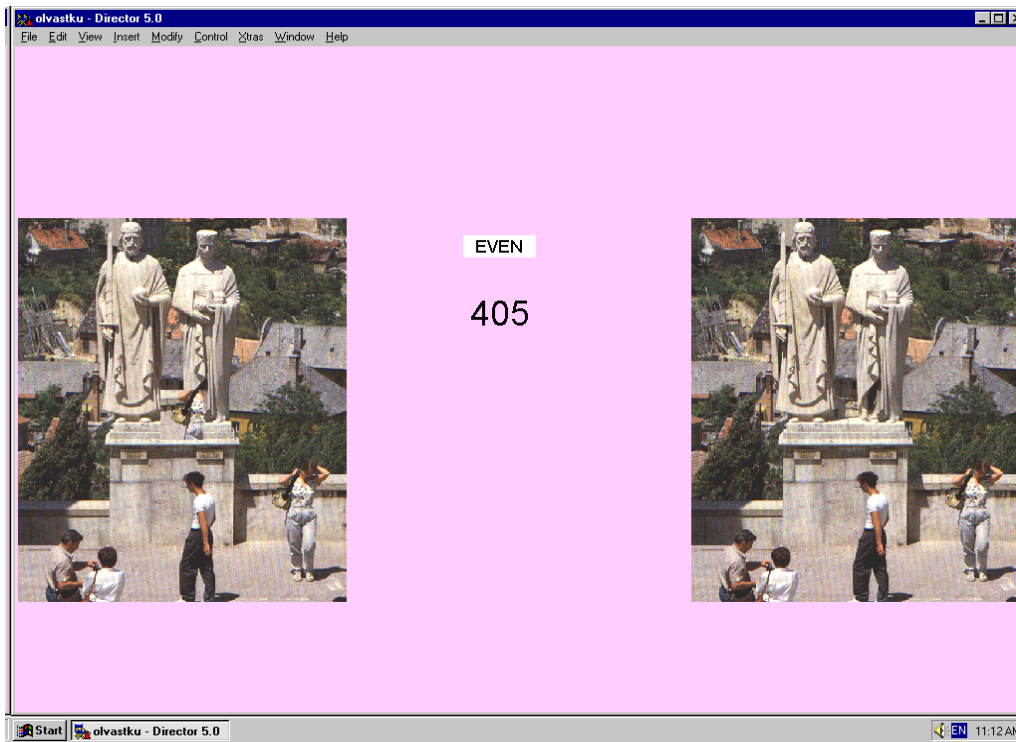 olvastku - Director 5.0
File Edit View Insert Modify Control Xtras Window Help
EVEN
405
Start olvastku - Director 5.0 EN 11:12 AM